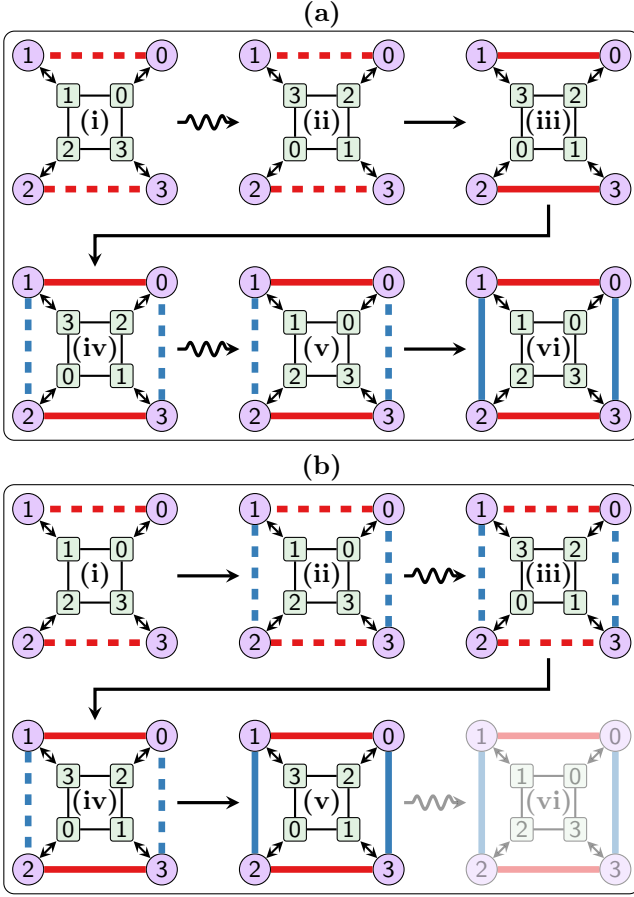 (a)
1 0 1 0 1 0
1 0 3 2 3 2
(i) (ii) (iii)
2 3 0 1 0 1
2 3 2 3 2 3
1 0 1 0 1 0
3 2 1 0 1 0
(iv) (v) (vi)
0 1 2 3 2 3
2 3 2 3 2 3
(b)
1 0 1 0 1 0
1 0 1 0 3 2
(i) (ii) (iii)
2 3 2 3 0 1
2 3 2 3 2 3
1 0 1 0 1 0
3 2 3 2 1 0
(iv) (v) (vi)
0 1 0 1 2 3
2 3 2 3 2 3